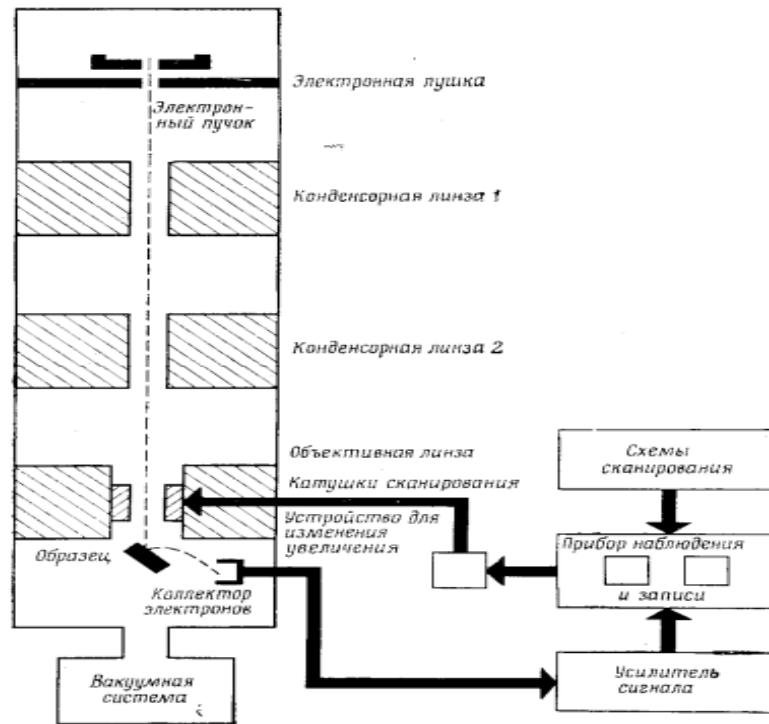 Электронная пушка
Электрон-
ный пучок
Конденсорная линза 1
Конденсорная линза 2
Объективная линза
Катушки сканирования
Устройство для
изменения
увеличения
Образец
Коллектор
электронов
Вакуумная
система
Схемы
сканирования
Прибор наблюдения
и записи
Усилитель
сигнала